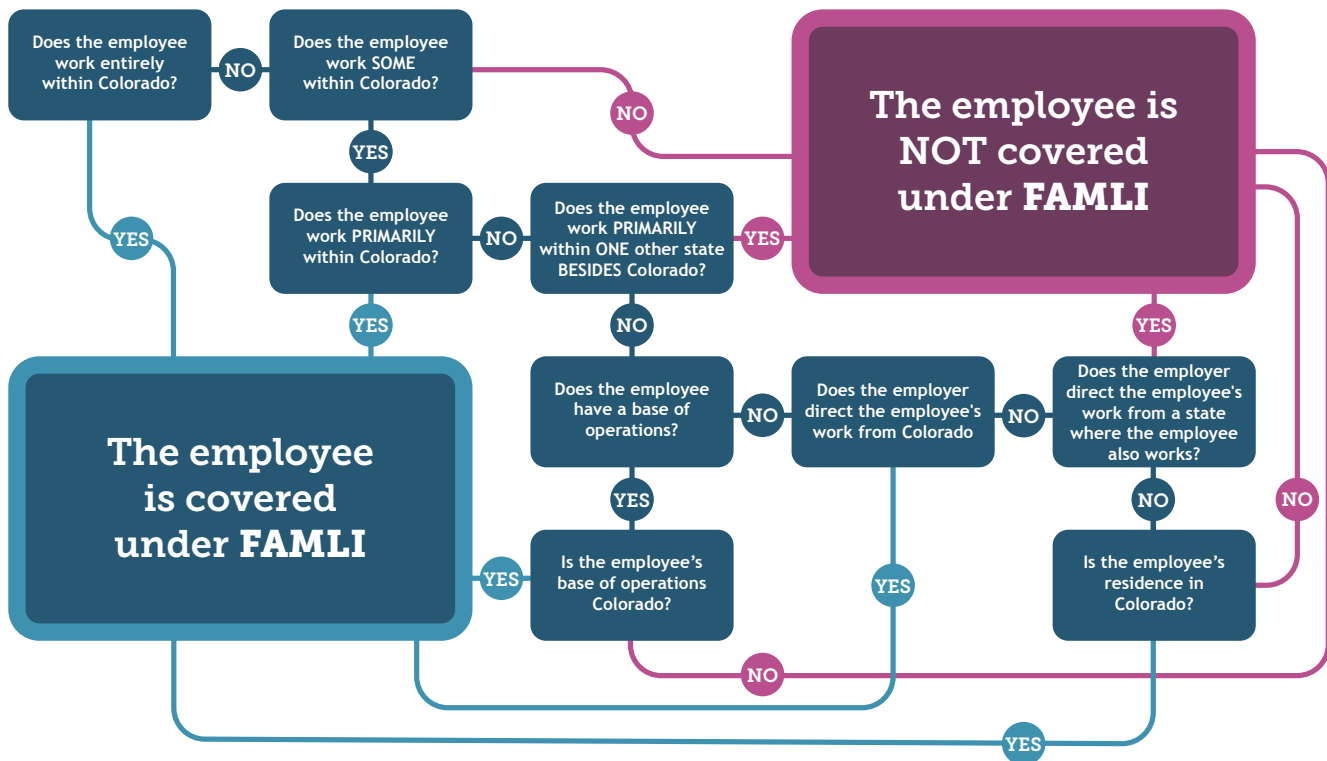 Does the employee
work entirely
within Colorado?
NO
Does the employee
work SOME
within Colorado?
NO
The employee is
NOT covered
under FAMLI
YES
YES
Does the employee
work PRIMARILY
within Colorado?
NO
Does the employee
work PRIMARILY
within ONE other state
BESIDES Colorado?
YES
YES
NO
YES
The employee
is covered
under FAMLI
Does the employee
have a base of
operations?
NO
Does the employer
direct the employee's
work from Colorado
NO
Does the employer
direct the employee's
work from a state
where the employee
also works?
YES
NO
NO
YES
Is the employee’s
base of operations
Colorado?
YES
Is the employee’s
residence in
Colorado?
NO
YES